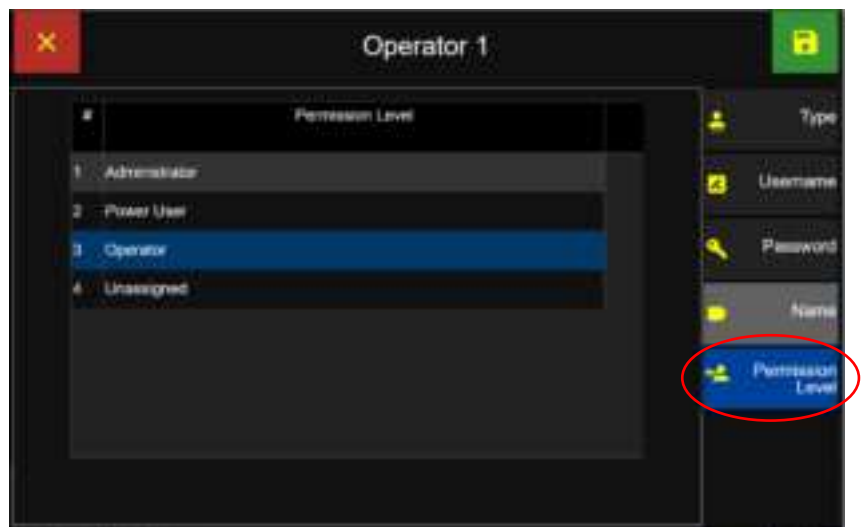 Operator 1
# Permission Level
1 Administrator
2 Power User
3 Operator
4 Unassigned
Type
Username
Password
Name
Permission
Level